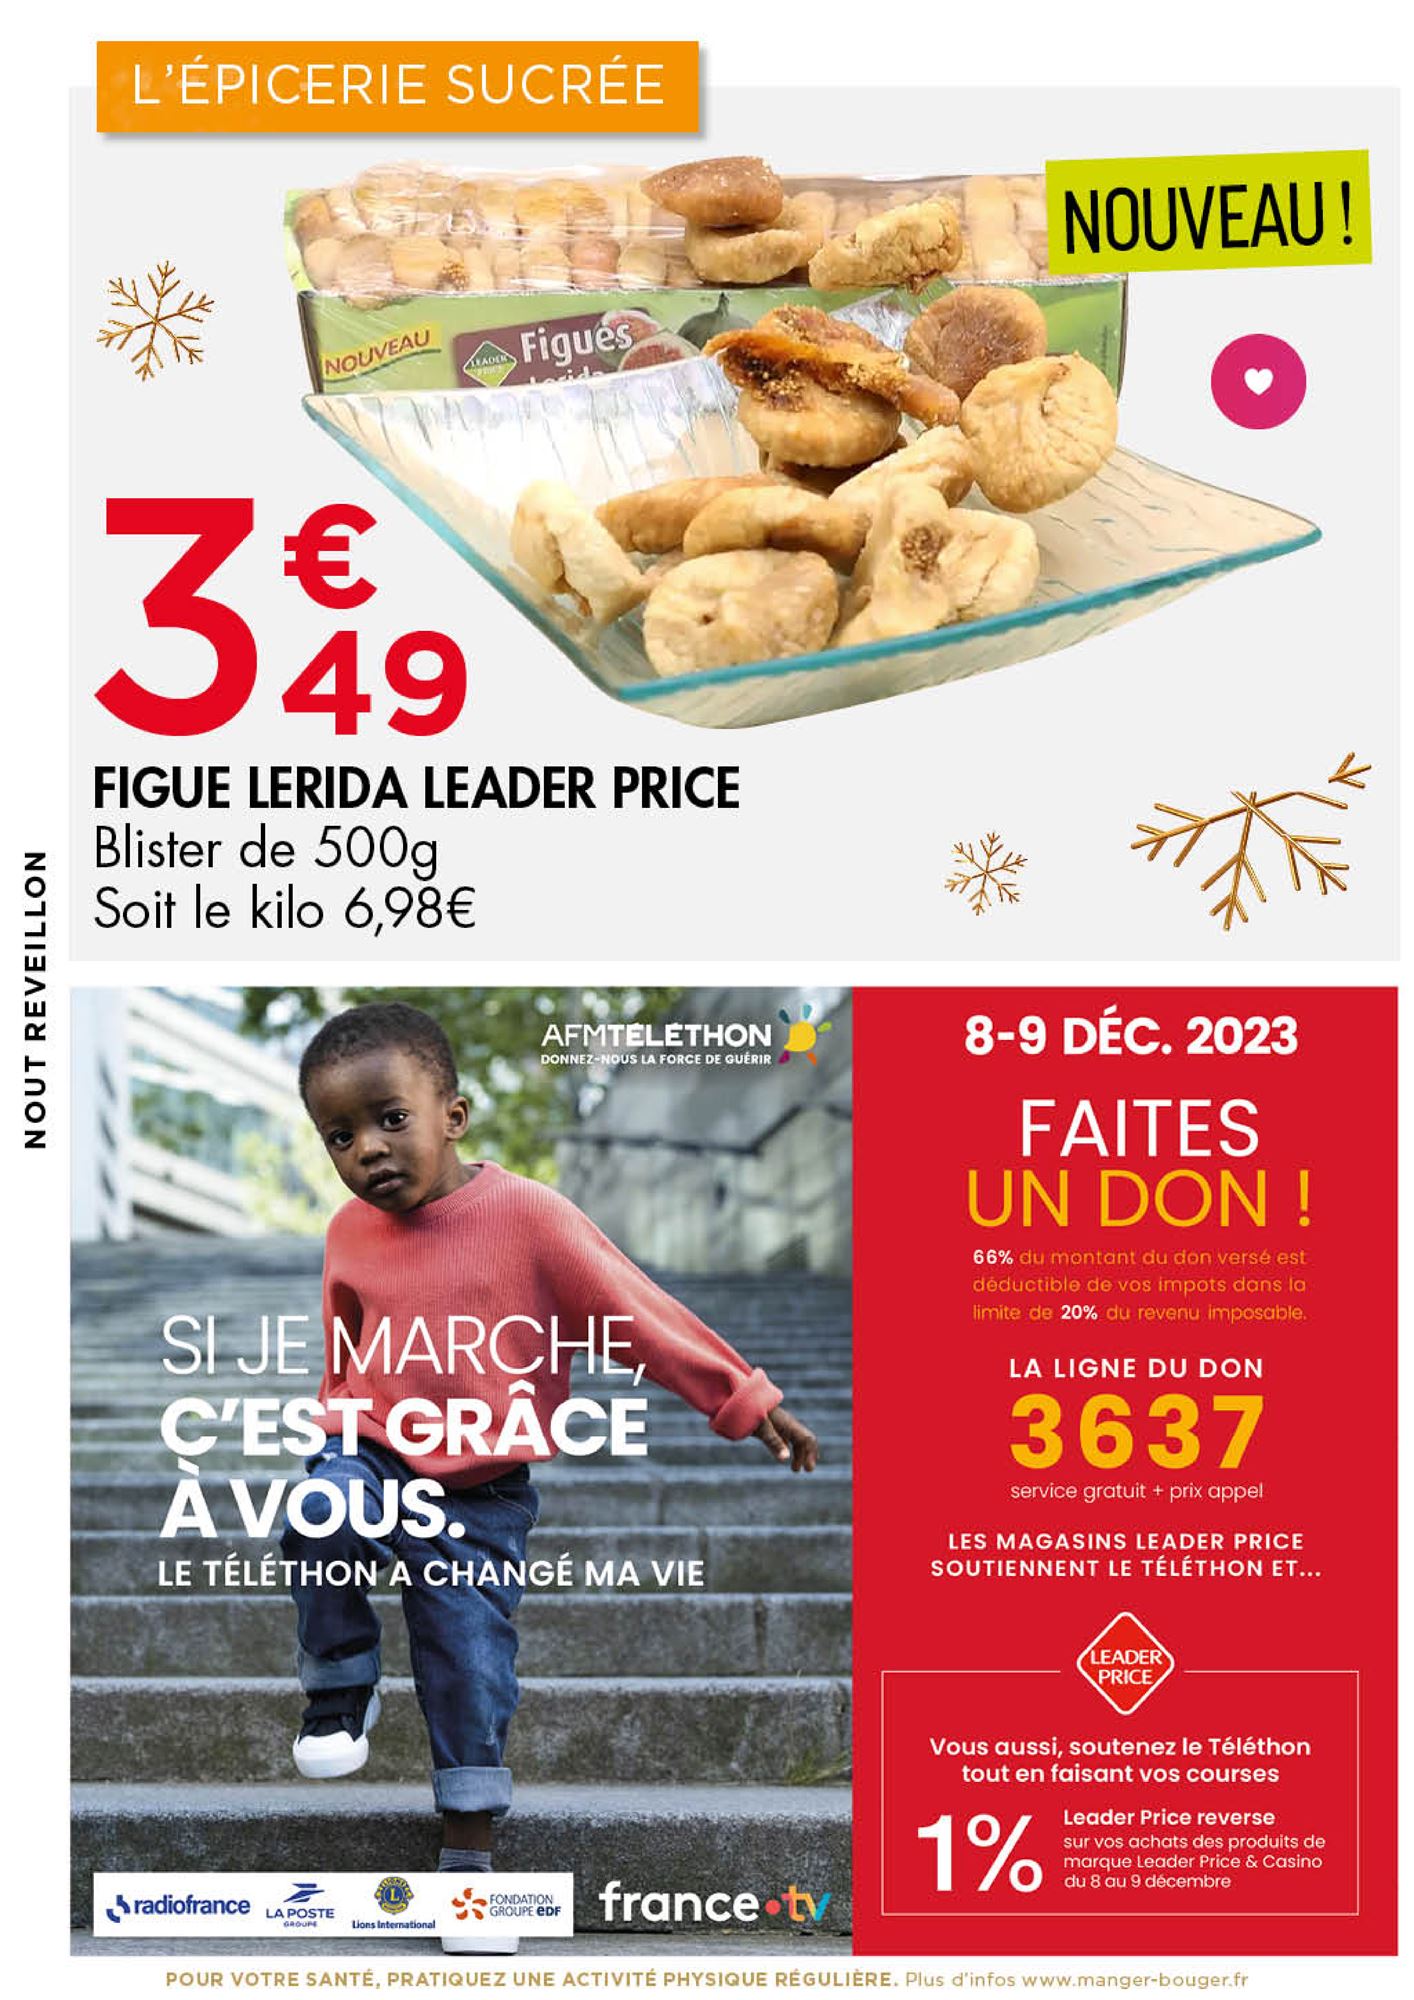 L'ÉPICERIE SUCRÉE
NOUVEAU !
NOUVEAU
LEADER
PRICE
Figues
3€49
FIGUE LERIDA LEADER PRICE
Blister de 500g
Soit le kilo 6,98€
NOUT REVEILLON
AFMTÉLÉTHON
DONNEZ-NOUS LA FORCE DE GUÉRIR
SI JE MARCHE,
C'EST GRÂCE
À VOUS.
LE TÉLÉTHON A CHANGÉ MA VIE
radiofrance
LA POSTE
GROUPE
L
Lions International
FONDATION
GROUPE EDF
france•tv
8-9 DÉC. 2023
FAITES
UN DON !
66% du montant du don versé est
déductible de vos impots dans la
limite de 20% du revenu imposable.
LA LIGNE DU DON
3637
service gratuit + prix appel
LES MAGASINS LEADER PRICE
SOUTIENNENT LE TÉLÉTHON ET...
LEADER
PRICE
Vous aussi, soutenez le Téléthon
tout en faisant vos courses
1%
Leader Price reverse
sur vos achats des produits de
marque Leader Price & Casino
du 8 au 9 décembre
POUR VOTRE SANTÉ, PRATIQUEZ UNE ACTIVITÉ PHYSIQUE RÉGULIÈRE. Plus d'infos www.manger-bouger.fr